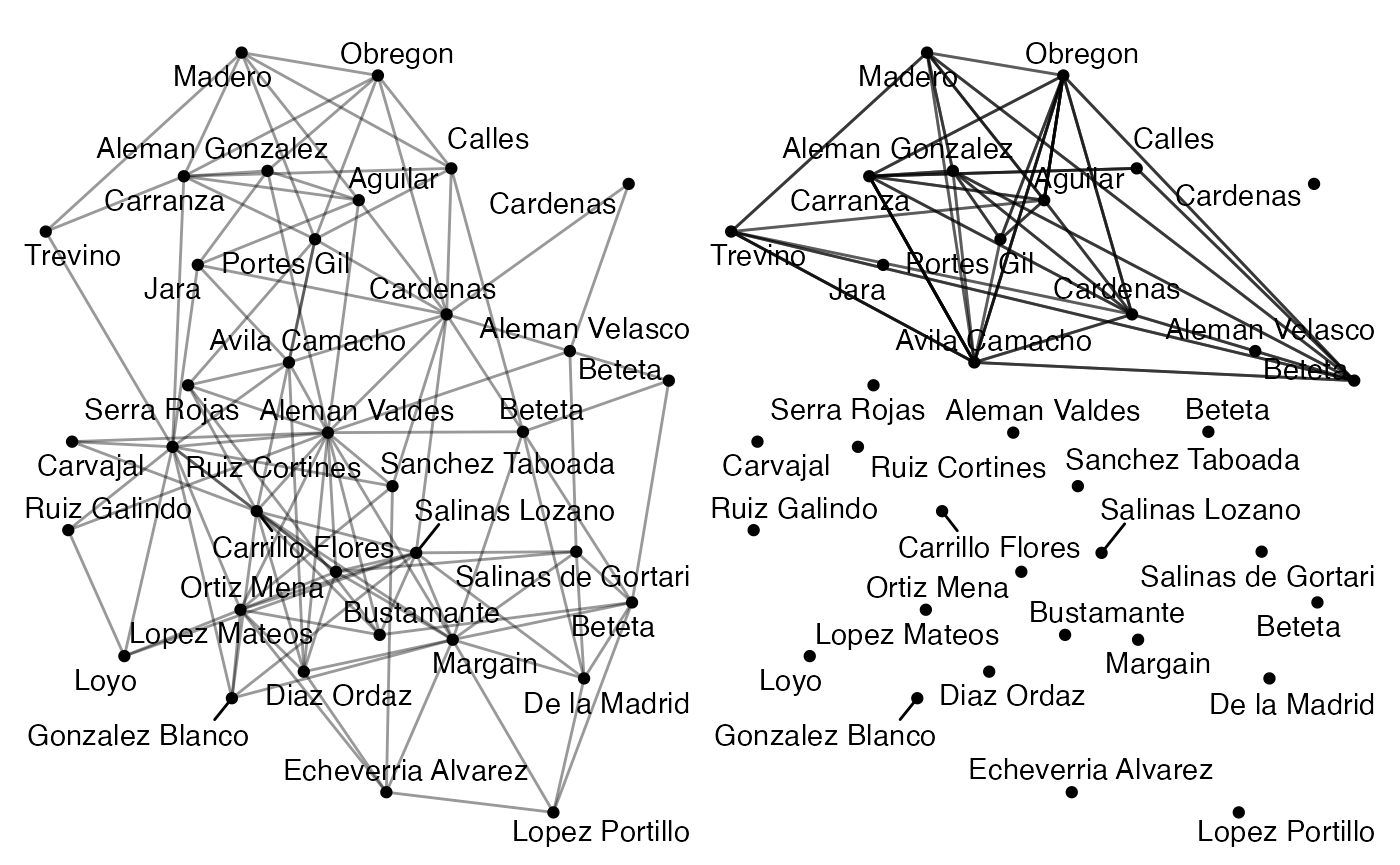 Obregon
Madero
Calles
Aleman Gonzalez
Aguilar
Carranza
Cardenas
Trevino
Portes Gil
Jara
Cardenas
Aleman Velasco
Avila Camacho
Beteta
Serra Rojas
Aleman Valdes
Beteta
Carvajal
Ruiz Cortines
Sanchez Taboada
Ruiz Galindo
Salinas Lozano
Carrillo Flores
Salinas de Gortari
Ortiz Mena
Bustamante
Beteta
Lopez Mateos
Margain
Loyo
Diaz Ordaz
De la Madrid
Gonzalez Blanco
Echeverria Alvarez
Lopez Portillo
Obregon
Madero
Calles
Aleman Gonzalez
Aguilar
Carranza
Cardenas
Trevino
Portes Gil
Jara
Cardenas
Aleman Velasco
Avila Camacho
Beteta
Serra Rojas
Aleman Valdes
Beteta
Carvajal
Ruiz Cortines
Sanchez Taboada
Ruiz Galindo
Salinas Lozano
Carrillo Flores
Salinas de Gortari
Ortiz Mena
Bustamante
Beteta
Lopez Mateos
Margain
Loyo
Diaz Ordaz
De la Madrid
Gonzalez Blanco
Echeverria Alvarez
Lopez Portillo